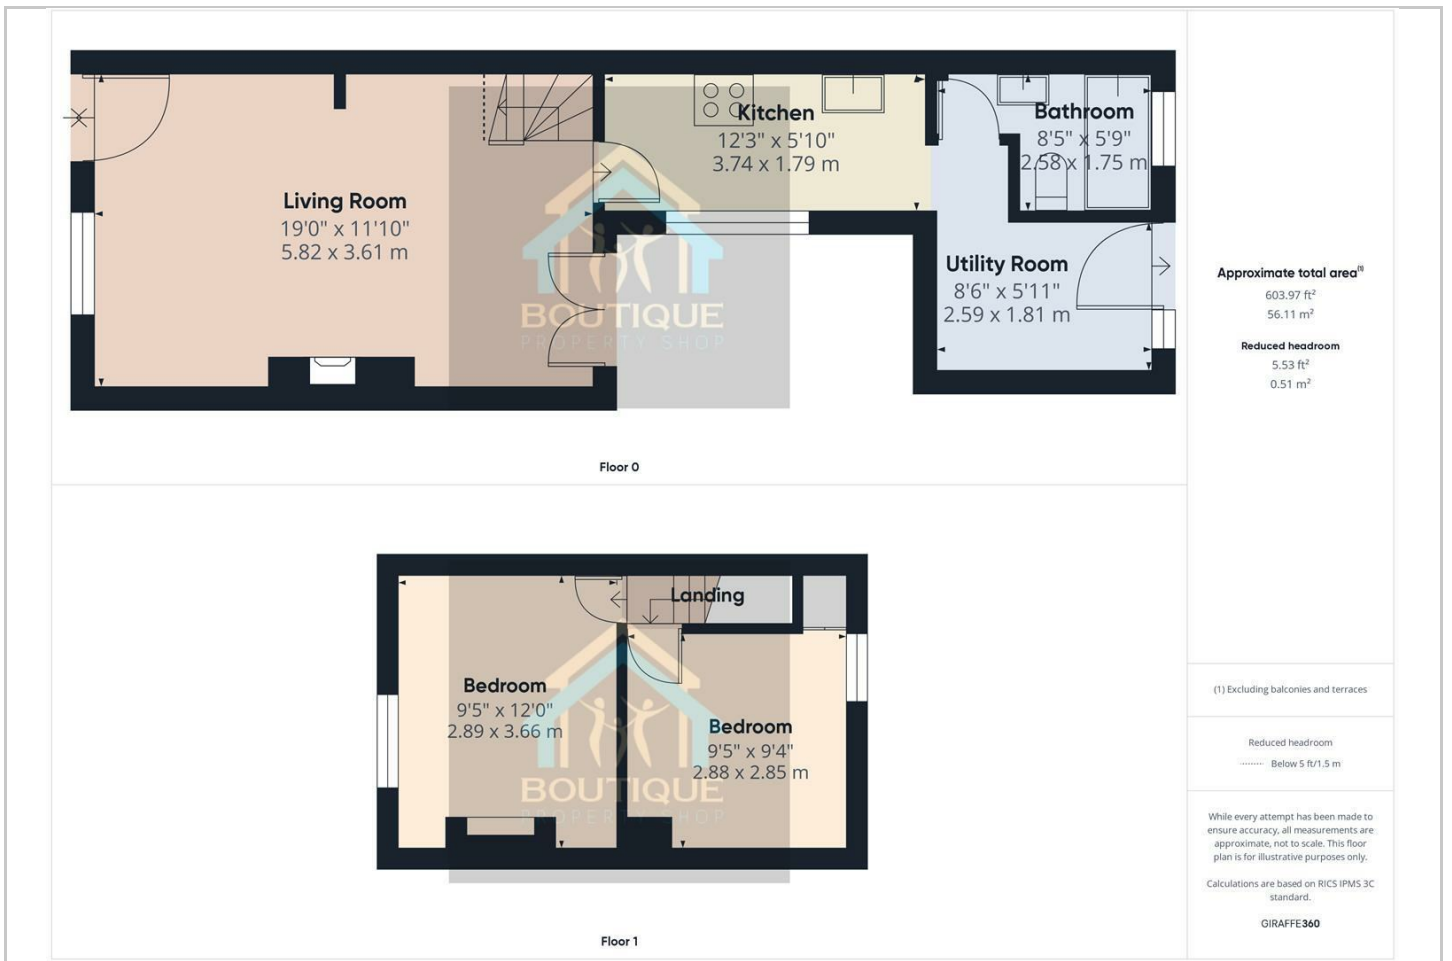 Living Room
19'0" x 11'10"
5.82 x 3.61 m
Kitchen
12'3" x 5'10"
3.74 x 1.79 m
Bathroom
8'5" x 5'9"
2.58 x 1.75 m
Utility Room
8'6" x 5'11"
2.59 x 1.81 m
BOUTIQUE
PROPERTY SHOP
Floor 0
Landing
Bedroom
9'5" x 12'0"
2.89 x 3.66 m
Bedroom
9'5" x 9'4"
2.88 x 2.85 m
BOUTIQUE
PROPERTY SHOP
Floor 1
Approximate total area(1)
603.97 ft²
56.11 m²
Reduced headroom
5.53 ft²
0.51 m²
(1) Excluding balconies and terraces
Reduced headroom
Below 5 ft/1.5 m
While every attempt has been made to
ensure accuracy, all measurements are
approximate, not to scale. This floor
plan is for illustrative purposes only.
Calculations are based on RICS IPMS 3C
standard.
GIRAFFE360